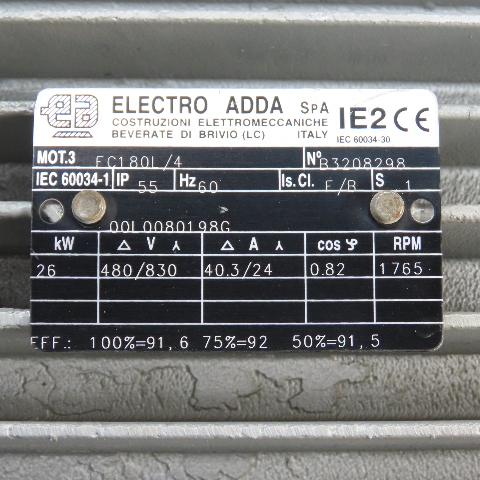 ea ELECTRO ADDA SpA IE2 CE
COSTRUZIONI ELETTROMECCANICHE
BEVERATE DI BRIVIO (LC) ITALY IEC 60034-30
MOT.3 FC180L/4 N° B3208298
IEC 60034-1 IP 55 Hz 60 Is.Cl. F/B S 1
00L0080198G
kW Δ V Y Δ A Y cos φ RPM
26 480/830 40.3/24 0.82 1765
EFF.: 100%=91,6 75%=92 50%=91,5